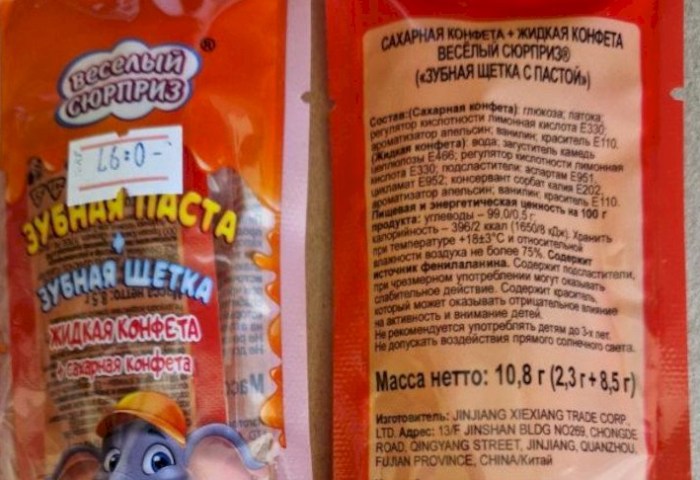 ВЕСЁЛЫЙ
СЮРПРИЗ
®
ЗУБНАЯ ПАСТА
+
ЗУБНАЯ ЩЕТКА
ЖИДКАЯ КОНФЕТА
+ сахарная конфета
САХАРНАЯ КОНФЕТА + ЖИДКАЯ КОНФЕТА
ВЕСЁЛЫЙ СЮРПРИЗ®
(«ЗУБНАЯ ЩЕТКА С ПАСТОЙ»)
Состав:(Сахарная конфета): глюкоза; патока;
регулятор кислотности лимонная кислота Е330;
ароматизатор апельсин; ванилин; краситель Е110.
(Жидкая конфета): вода; загуститель камедь
целлюлозы Е466; регулятор кислотности лимонная
кислота Е330; подсластители: аспартам Е951,
цикламат Е952; консервант сорбат калия Е202,
ароматизатор апельсин; ванилин; краситель Е110.
Пищевая и энергетическая ценность на 100 г
продукта: углеводы – 99.0/0.5 г;
калорийность – 396/2 ккал (1650/8 кДж). Хранить
при температуре +18±3°С и относительной
влажности воздуха не более 75%. Содержит
источник фенилаланина. Содержит подсластители,
при чрезмерном употреблении могут оказывать
слабительное действие. Содержит краситель,
который может оказывать отрицательное влияние
на активность и внимание детей.
Не рекомендуется употреблять детям до 3-х лет.
Не допускать воздействия прямого солнечного света.
Масса нетто: 10,8 г (2,3г+ 8,5г)
Изготовитель: JINJIANG XIEXIANG TRADE CORP.,
LTD. Адрес: 13/F JINSHAN BLDG NO269, CHONGDE
ROAD, QINGYANG STREET, JINJIANG, QUANZHOU,
FUJIAN PROVINCE, CHINA/Китай